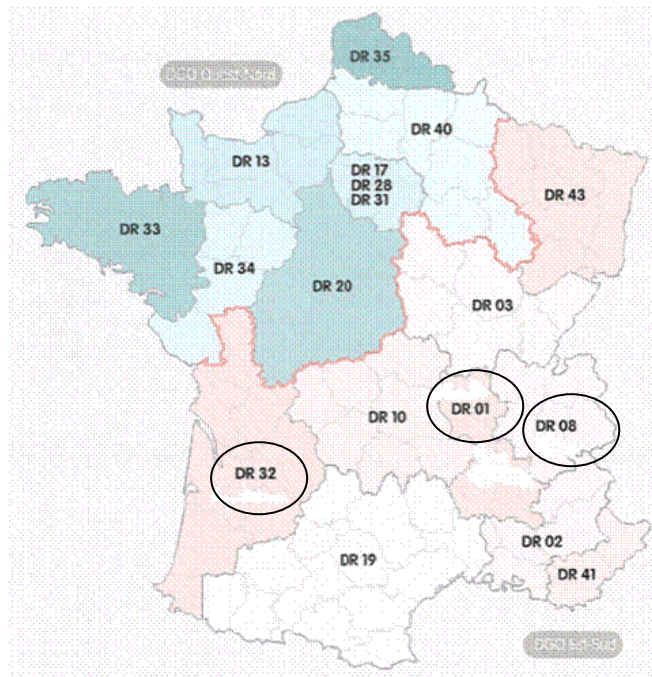 DR 35
DCO Ouest-Nord
DR 40
DR 13
DR 17
DR 28
DR 31
DR 43
DR 33
DR 34
DR 20
DR 03
DR 01
DR 10
DR 08
DR 32
DR 02
DR 19
DR 41
Est-Sud